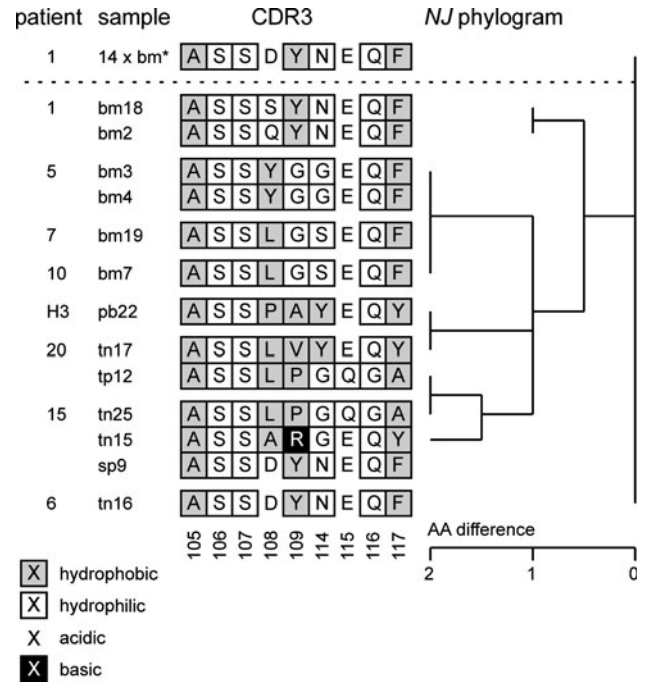 patient sample CDR3 NJ phylogram
1 14 x bm* A S S D Y N E Q F
1 bm18 A S S S Y N E Q F
bm2 A S S Q Y N E Q F
5 bm3 A S S Y G G E Q F
bm4 A S S Y G G E Q F
7 bm19 A S S L G S E Q F
10 bm7 A S S L G S E Q F
H3 pb22 A S S P A Y E Q Y
20 tn17 A S S L V Y E Q Y
tp12 A S S L P G Q G A
15 tn25 A S S L P G Q G A
tn15 A S S A R G E Q Y
sp9 A S S D Y N E Q F
6 tn16 A S S D Y N E Q F
105 106 107 108 109 114 115 116 117
AA difference
2 1 0
X hydrophobic
X hydrophilic
X acidic
X basic